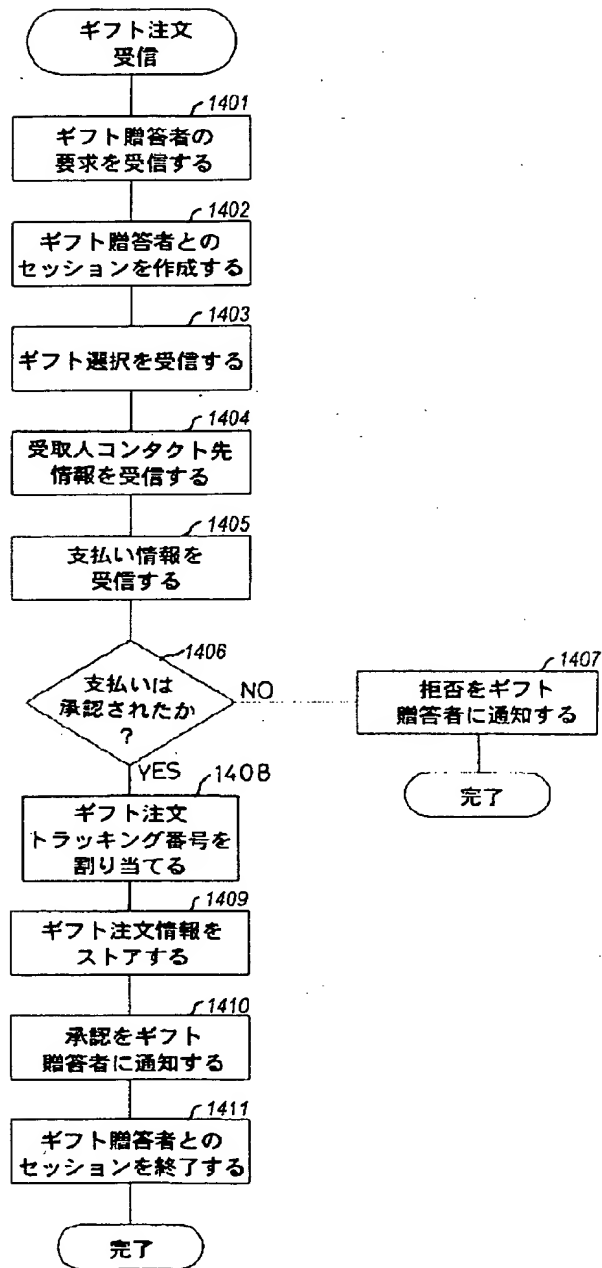 ギフト注文
受信
1401
ギフト贈答者の
要求を受信する
1402
ギフト贈答者との
セッションを作成する
1403
ギフト選択を受信する
1404
受取人コンタクト先
情報を受信する
1405
支払い情報を
受信する
1406
支払いは
承認されたか
?
NO
1407
拒否をギフト
贈答者に通知する
完了
YES
1408
ギフト注文
トラッキング番号を
割り当てる
1409
ギフト注文情報を
ストアする
1410
承認をギフト
贈答者に通知する
1411
ギフト贈答者との
セッションを終了する
完了